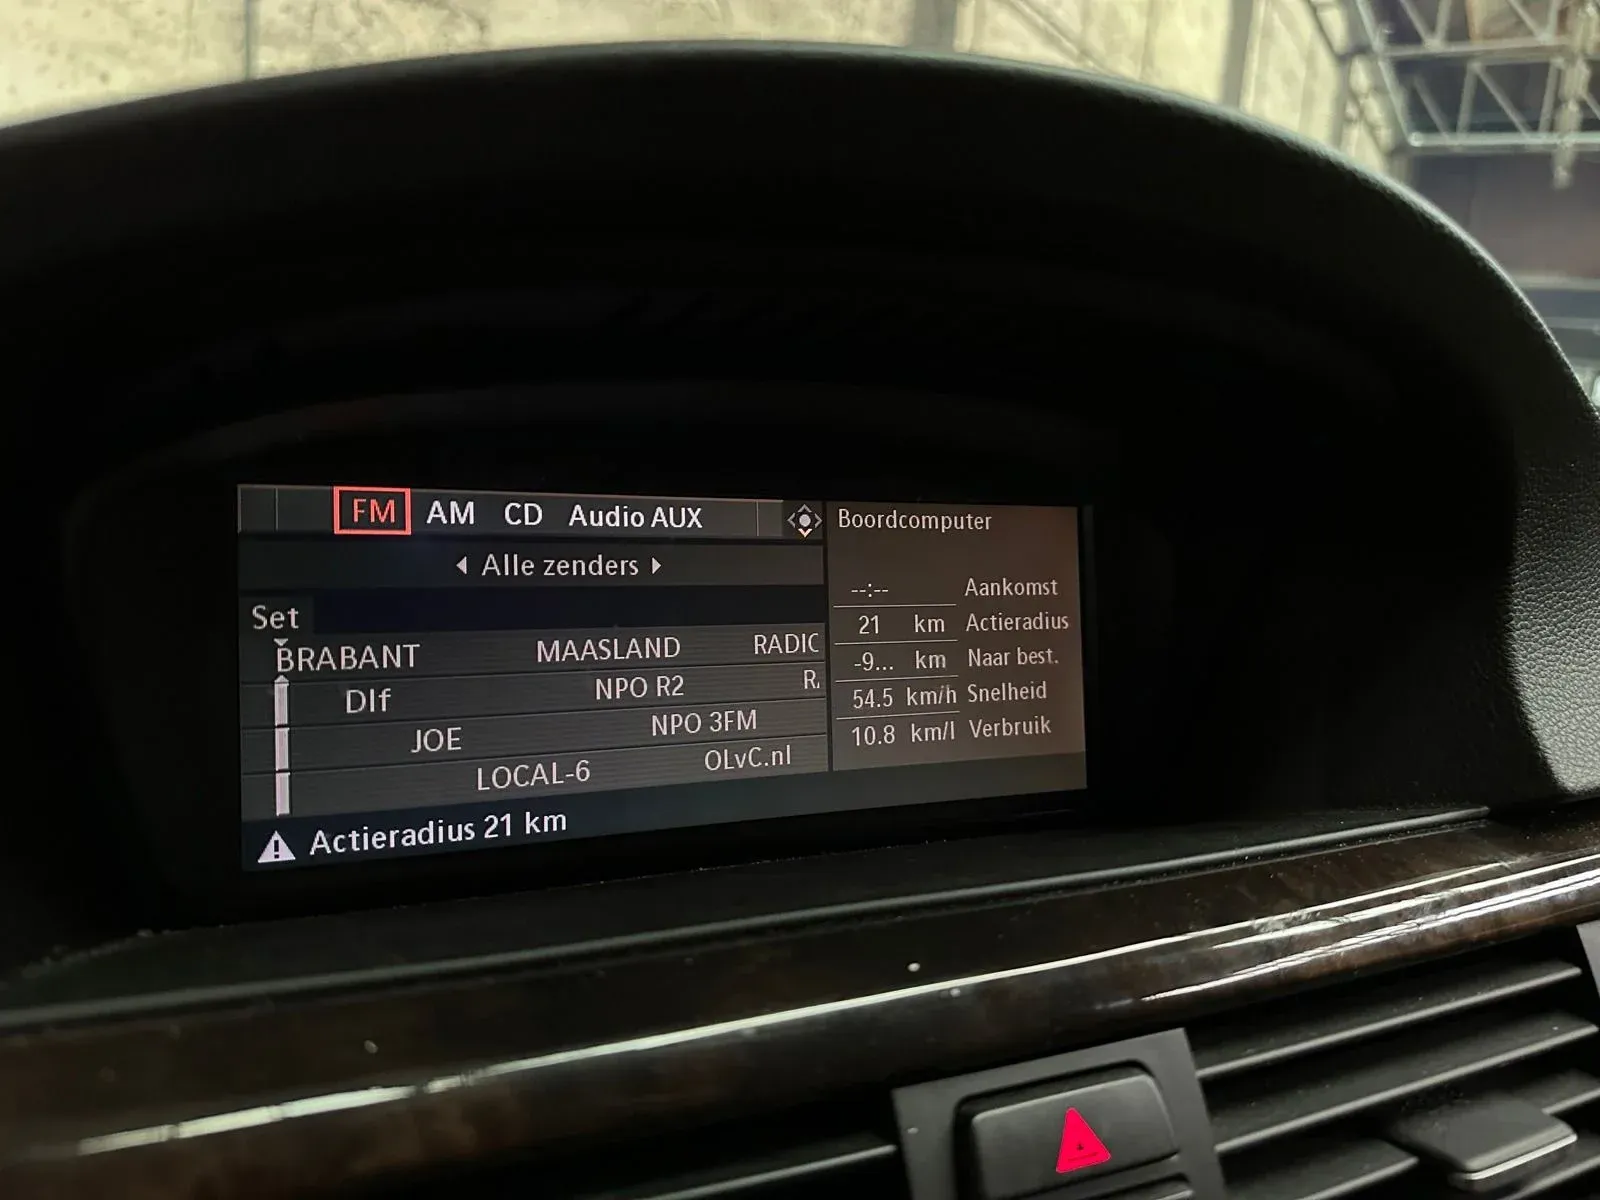 FM AM CD Audio AUX
Alle zenders
Set
BRABANT MAASLAND RADIO
Dlf NPO R2 R
JOE NPO 3FM
LOCAL-6 OLvC.nl
Actieradius 21 km
Boordcomputer
--:-- Aankomst
21 km Actieradius
-9... km Naar best.
54.5 km/h Snelheid
10.8 km/l Verbruik